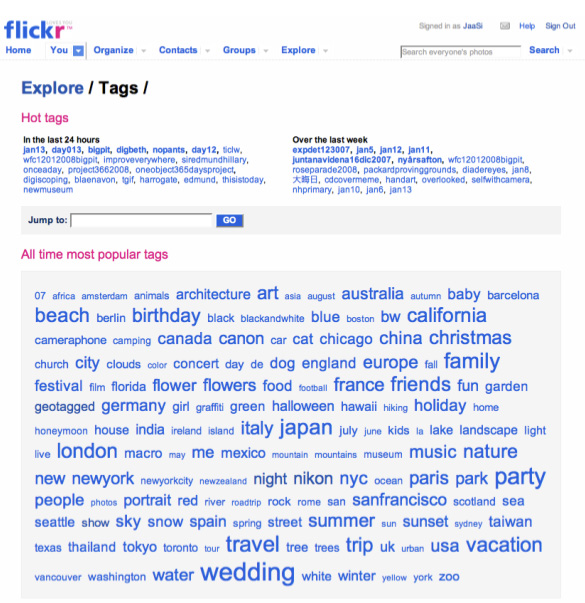 flickr
Signed in as JaaSi Help Sign Out
Home You Organize Contacts Groups Explore Search everyone's photos Search
Explore / Tags /
Hot tags
In the last 24 hours
jan13, day013, bigpit, digbeth, nopants, day12, ticlw,
wfc12012008bigpit, improveverywhere, siredmundhillary,
onceaday, project3662008, oneobject365daysproject,
digiscoping, blaenavon, tgif, harrogate, edmund, thisistoday,
newmuseum
Over the last week
expdet123007, jan5, jan12, jan11,
juntanavidena16dic2007, nyårsafton, wfc12012008bigpit,
roseparade2008, packardprovinggrounds, diadereyes, jan8,
大晦日, cdcovermeme, handart, overlooked, selfwithcamera,
nhprimary, jan10, jan6, jan13
Jump to: GO
All time most popular tags
07 africa amsterdam animals architecture art asia august australia autumn baby barcelona
beach berlin birthday black blackandwhite blue boston bw california
cameraphone camping canada canon car cat chicago china christmas
church city clouds color concert day de dog england europe fall family
festival film florida flower flowers food football france friends fun garden
geotagged germany girl graffiti green halloween hawaii hiking holiday home
honeymoon house india ireland island italy japan july june kids la lake landscape light
live london macro may me mexico mountain mountains museum music nature
new newyork newyorkcity newzealand night nikon nyc ocean paris park party
people photos portrait red river roadtrip rock rome san sanfrancisco scotland sea
seattle show sky snow spain spring street summer sun sunset sydney taiwan
texas thailand tokyo toronto tour travel tree trees trip uk urban usa vacation
vancouver washington water wedding white winter yellow york zoo